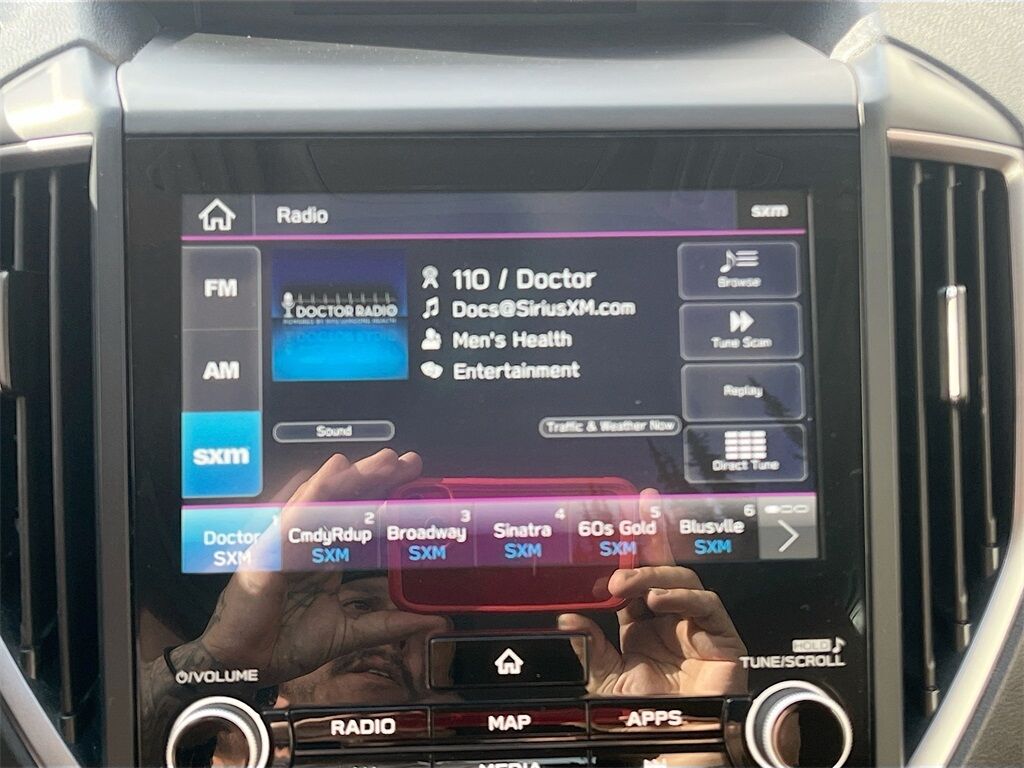 Radio
sxm
FM
AM
sxm
DOCTOR RADIO
110 / Doctor
Docs@SiriusXM.com
Men's Health
Entertainment
Browse
Tune Scan
Replay
Direct Tune
Sound
Traffic & Weather Now
1
Doctor
SXM
2
CmdyRdup
SXM
3
Broadway
SXM
4
Sinatra
SXM
5
60s Gold
SXM
6
Blusvlle
SXM
/VOLUME
HOLD
TUNE/SCROLL
RADIO
MAP
APPS
MEDIA